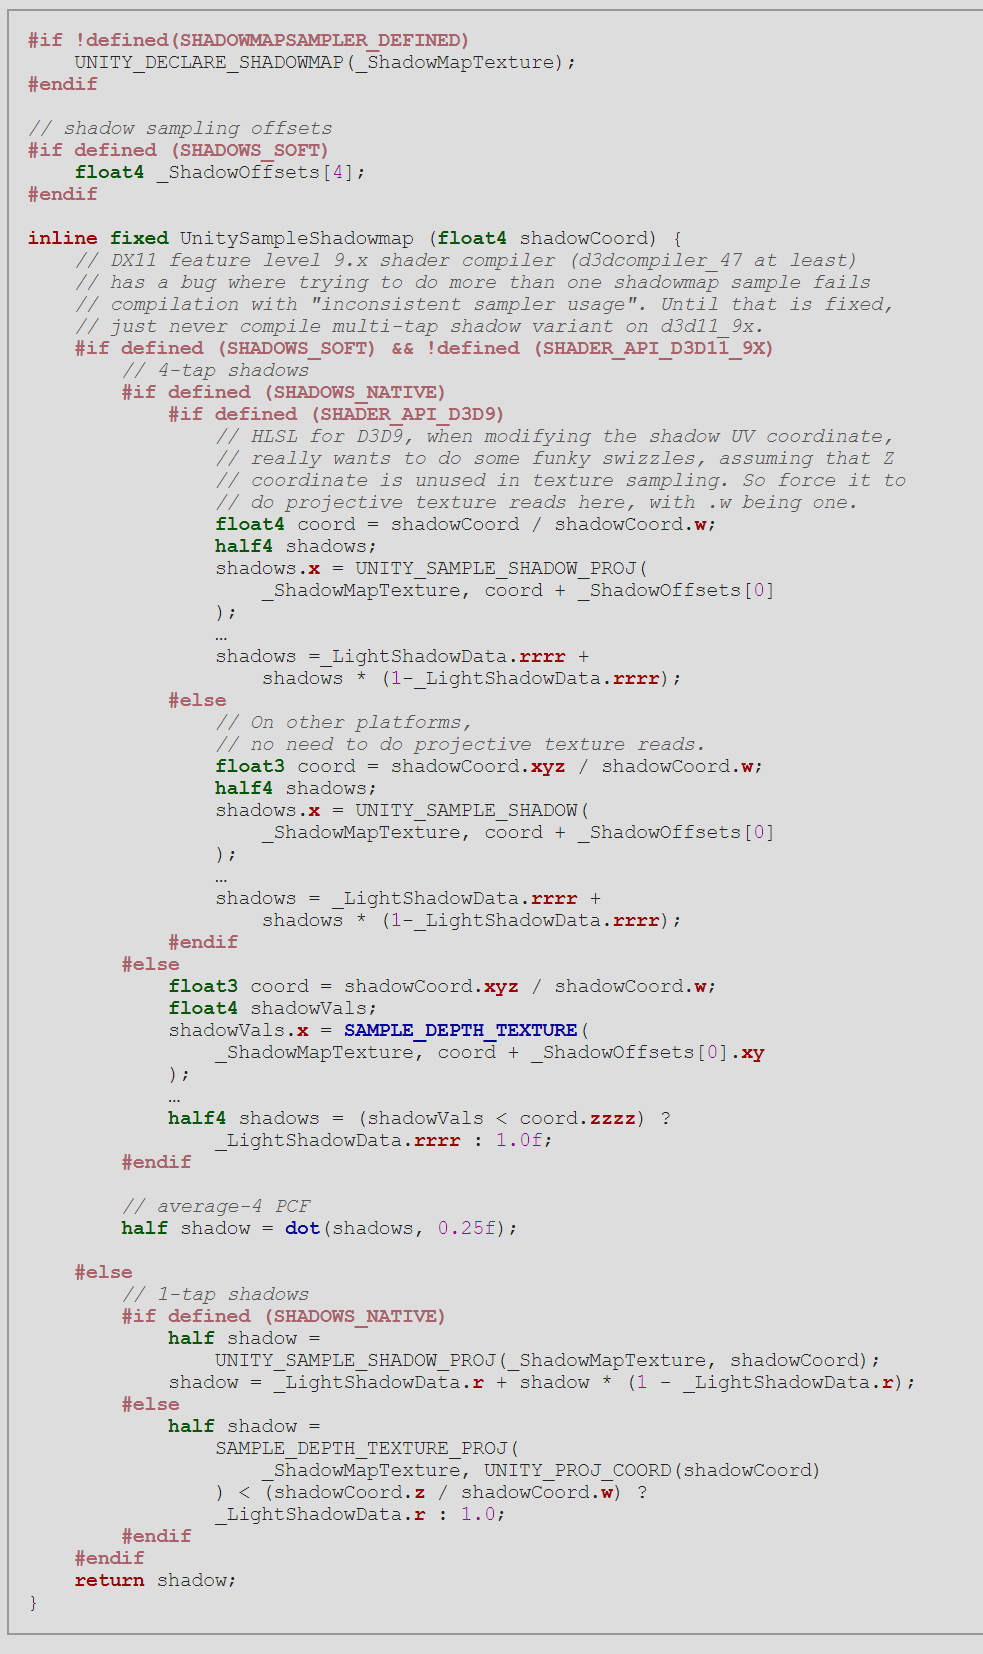 #if !defined(SHADOWMAPSAMPLER_DEFINED)
    UNITY_DECLARE_SHADOWMAP(_ShadowMapTexture);
#endif

// shadow sampling offsets
#if defined (SHADOWS_SOFT)
    float4 _ShadowOffsets[4];
#endif

inline fixed UnitySampleShadowmap (float4 shadowCoord) {
    // DX11 feature level 9.x shader compiler (d3dcompiler_47 at least)
    // has a bug where trying to do more than one shadowmap sample fails
    // compilation with "inconsistent sampler usage". Until that is fixed,
    // just never compile multi-tap shadow variant on d3d11_9x.
    #if defined (SHADOWS_SOFT) && !defined (SHADER_API_D3D11_9X)
        // 4-tap shadows
        #if defined (SHADOWS_NATIVE)
            #if defined (SHADER_API_D3D9)
                // HLSL for D3D9, when modifying the shadow UV coordinate,
                // really wants to do some funky swizzles, assuming that Z
                // coordinate is unused in texture sampling. So force it to
                // do projective texture reads here, with .w being one.
                float4 coord = shadowCoord / shadowCoord.w;
                half4 shadows;
                shadows.x = UNITY_SAMPLE_SHADOW_PROJ(
                    _ShadowMapTexture, coord + _ShadowOffsets[0]
                );
                …
                shadows =_LightShadowData.rrrr +
                    shadows * (1-_LightShadowData.rrrr);
            #else
                // On other platforms,
                // no need to do projective texture reads.
                float3 coord = shadowCoord.xyz / shadowCoord.w;
                half4 shadows;
                shadows.x = UNITY_SAMPLE_SHADOW(
                    _ShadowMapTexture, coord + _ShadowOffsets[0]
                );
                …
                shadows = _LightShadowData.rrrr +
                    shadows * (1-_LightShadowData.rrrr);
            #endif
        #else
            float3 coord = shadowCoord.xyz / shadowCoord.w;
            float4 shadowVals;
            shadowVals.x = SAMPLE_DEPTH_TEXTURE(
                _ShadowMapTexture, coord + _ShadowOffsets[0].xy
            );
            …
            half4 shadows = (shadowVals < coord.zzzz) ?
                _LightShadowData.rrrr : 1.0f;
        #endif

        // average-4 PCF
        half shadow = dot(shadows, 0.25f);

    #else
        // 1-tap shadows
        #if defined (SHADOWS_NATIVE)
            half shadow =
                UNITY_SAMPLE_SHADOW_PROJ(_ShadowMapTexture, shadowCoord);
            shadow = _LightShadowData.r + shadow * (1 - _LightShadowData.r);
        #else
            half shadow =
                SAMPLE_DEPTH_TEXTURE_PROJ(
                    _ShadowMapTexture, UNITY_PROJ_COORD(shadowCoord)
                ) < (shadowCoord.z / shadowCoord.w) ?
                _LightShadowData.r : 1.0;
        #endif
    #endif
    return shadow;
}